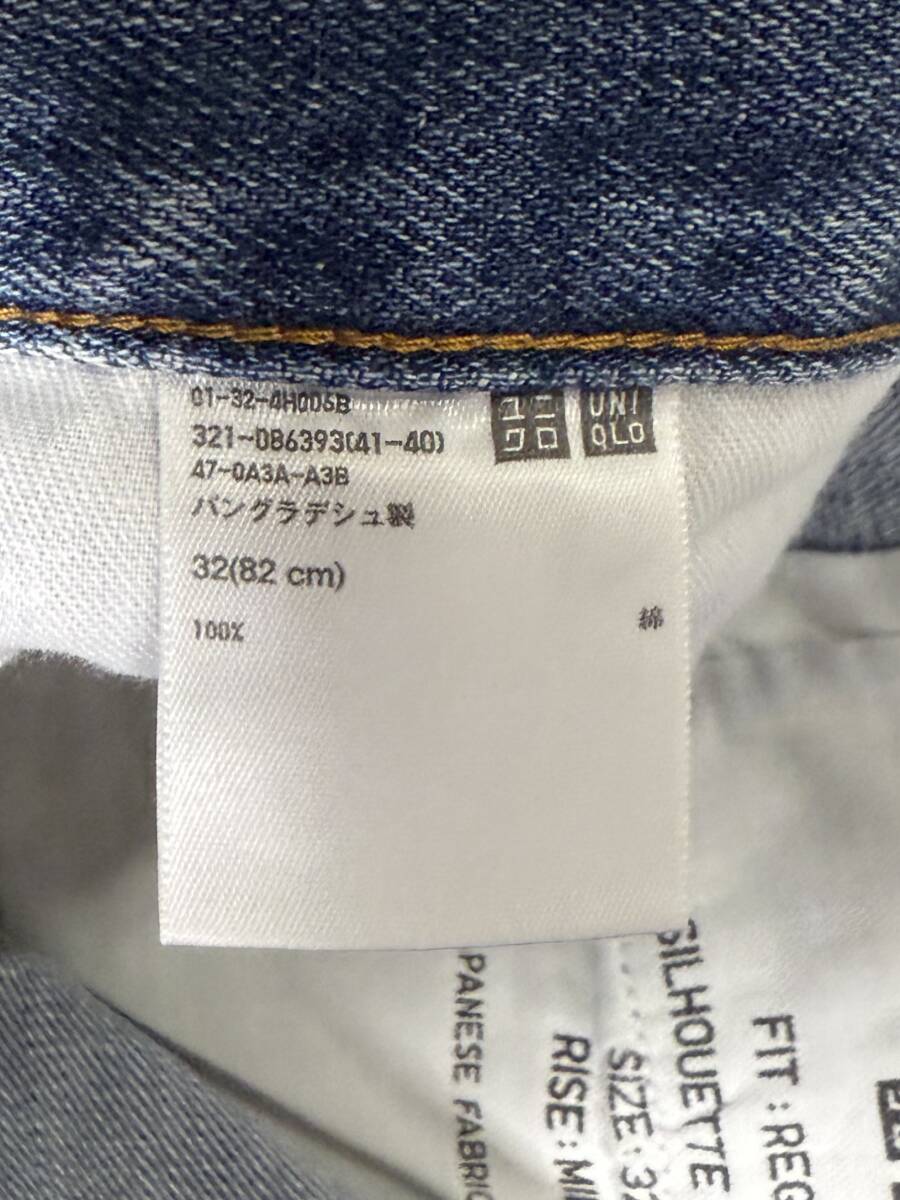 01-32-4H006B
321-DB6393(41-40)
47-0A3A-A3B
バングラデシュ製
32(82 cm)
100% 綿
ユニ
クロ
UNI
QLO
PANESE FABRIC
RISE: MI
SIZE: 3
SILHOUETTE
FIT : REG